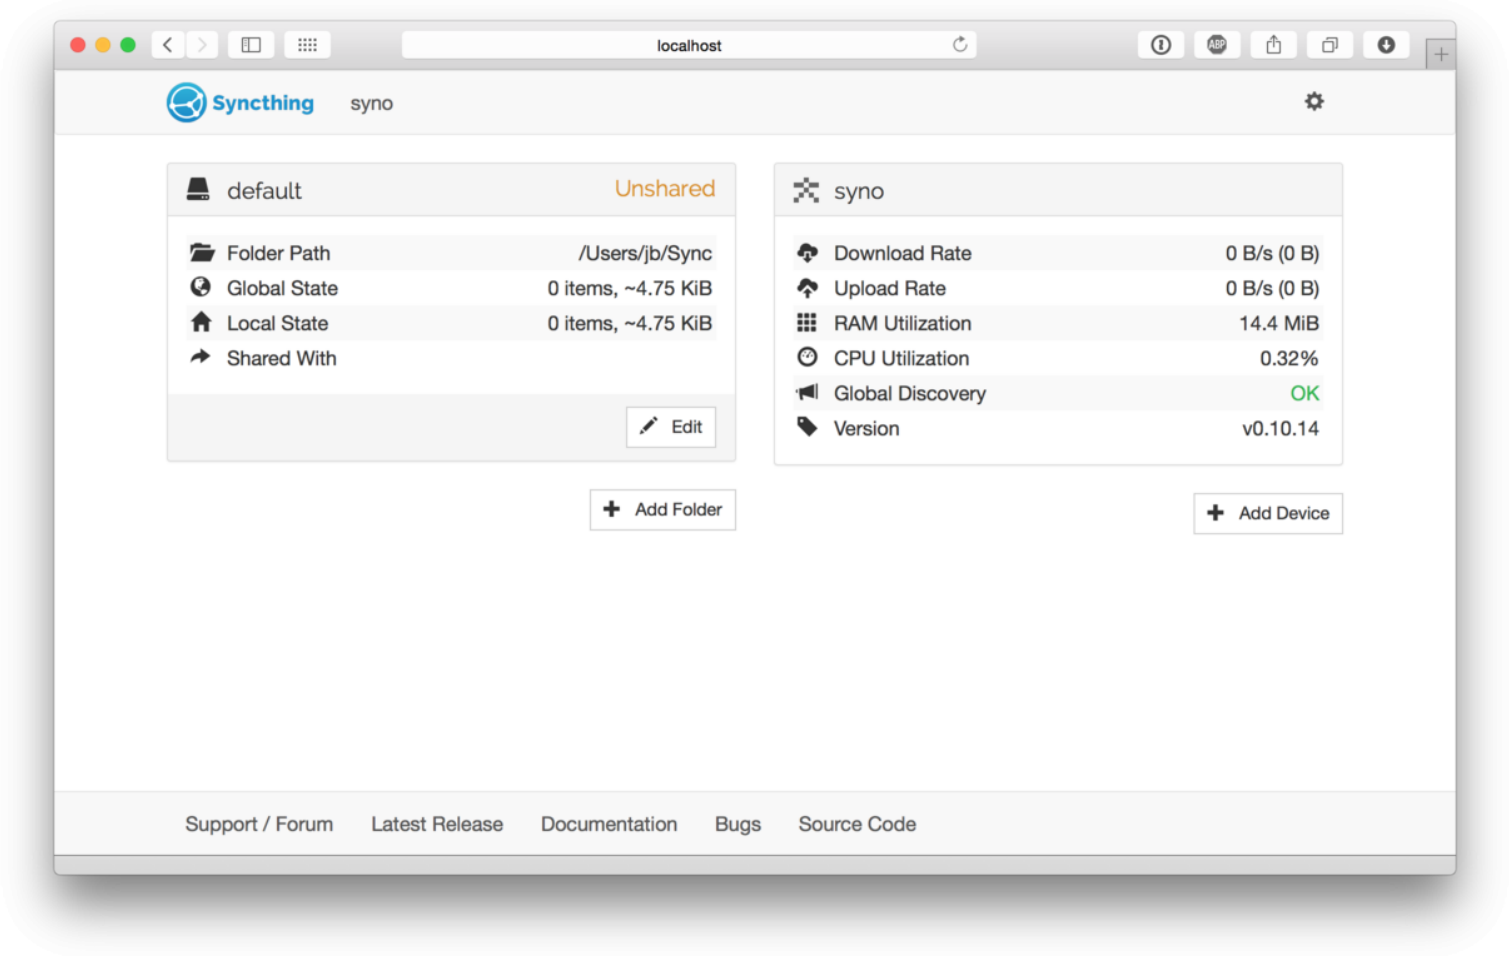 localhost
ABP
Syncthing syno
default Unshared
Folder Path /Users/jb/Sync
Global State 0 items, ~4.75 KiB
Local State 0 items, ~4.75 KiB
Shared With
Edit
Add Folder
syno
Download Rate 0 B/s (0 B)
Upload Rate 0 B/s (0 B)
RAM Utilization 14.4 MiB
CPU Utilization 0.32%
Global Discovery OK
Version v0.10.14
Add Device
Support / Forum Latest Release Documentation Bugs Source Code